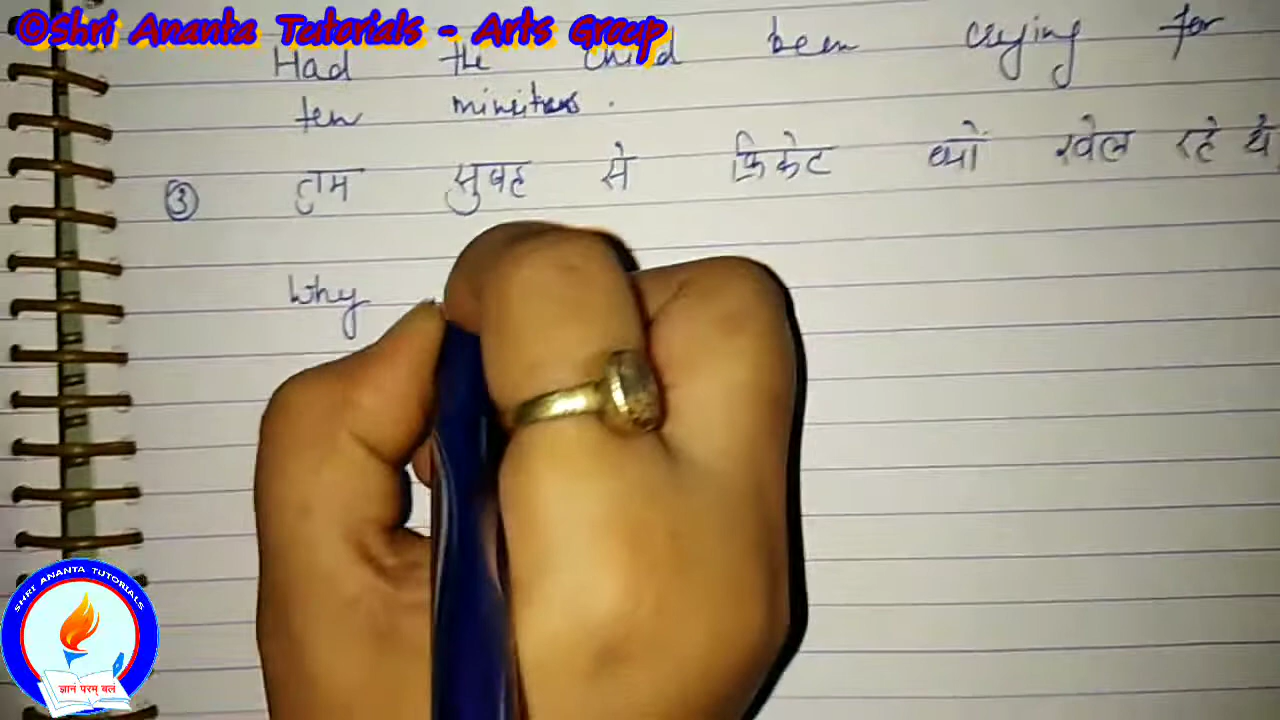 ©Shri Ananta Tutorials - Arts Group
Had the child been crying for
ten minutes.
③ तुम सुबह से क्रिकेट क्यों खेल रहे थे
Why
SHRI ANANTA TUTORIALS
ज्ञानं परमं बलं